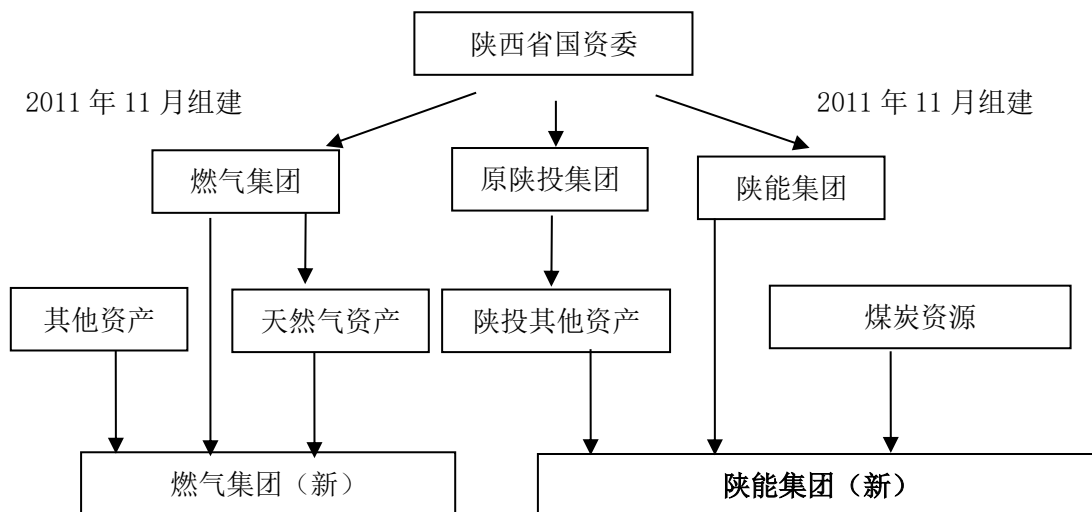 陕西省国资委
2011 年 11 月组建
2011 年 11 月组建
燃气集团
原陕投集团
陕能集团
其他资产
天然气资产
陕投其他资产
煤炭资源
燃气集团（新）
陕能集团（新）